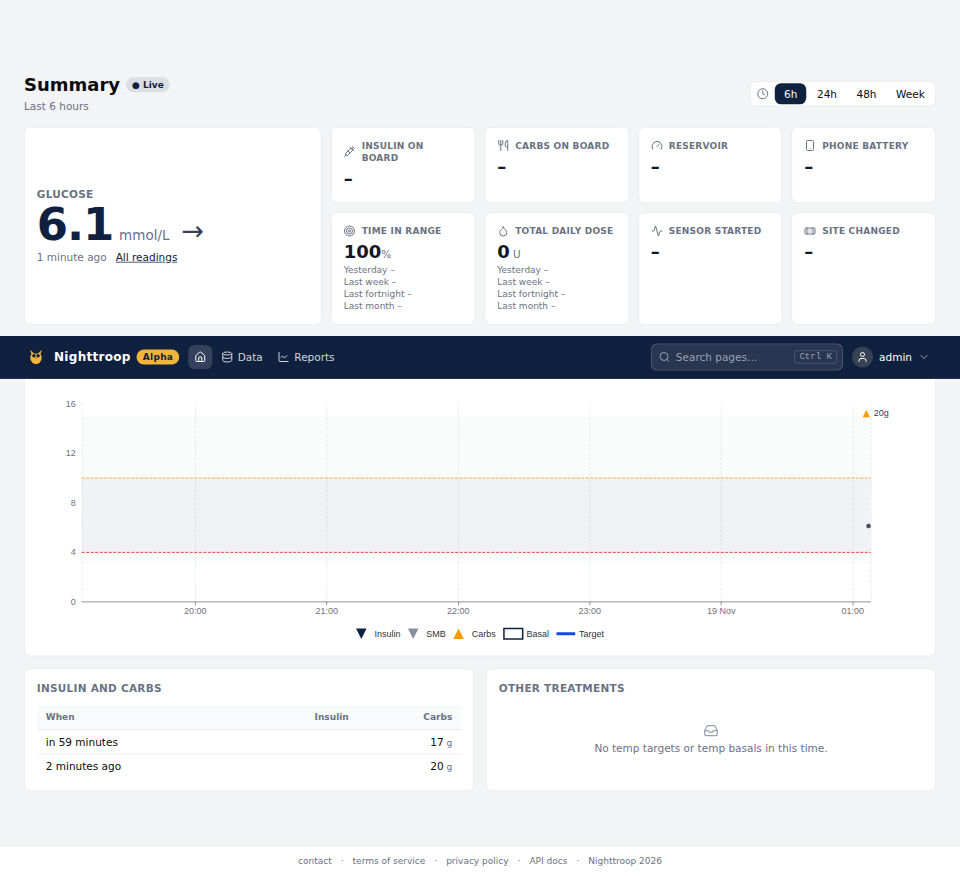 Summary ● Live
Last 6 hours
6h 24h 48h Week
GLUCOSE
6.1 mmol/L →
1 minute ago All readings
INSULIN ON BOARD
–
CARBS ON BOARD
–
RESERVOIR
–
PHONE BATTERY
–
TIME IN RANGE
100%
Yesterday –
Last week –
Last fortnight –
Last month –
TOTAL DAILY DOSE
0 U
Yesterday –
Last week –
Last fortnight –
Last month –
SENSOR STARTED
–
SITE CHANGED
–
Nighttroop Alpha Data Reports Search pages... Ctrl K admin
16
12
8
4
0
20g
20:00 21:00 22:00 23:00 19 Nov 01:00
Insulin SMB Carbs Basal Target
INSULIN AND CARBS
When Insulin Carbs
in 59 minutes 17 g
2 minutes ago 20 g
OTHER TREATMENTS
No temp targets or temp basals in this time.
contact · terms of service · privacy policy · API docs · Nighttroop 2026